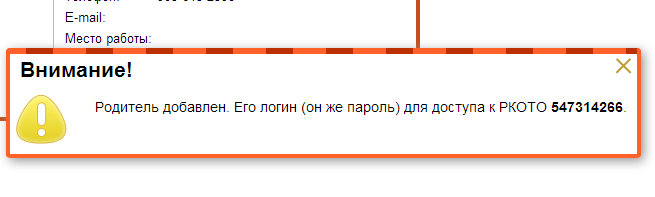 E-mail:
Место работы:
Внимание!
Родитель добавлен. Его логин (он же пароль) для доступа к РКОТО 547314266.